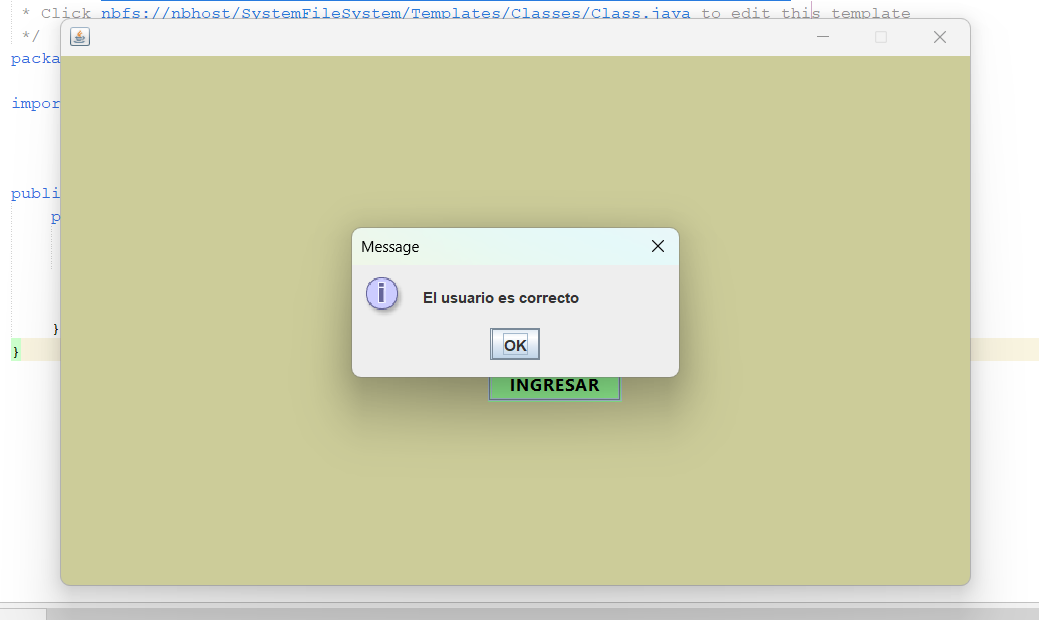 * Click nbfs://nbhost/SystemFileSystem/Templates/Classes/Class.java to edit this template
*/
packa
impor
publi
p
Message
i
El usuario es correcto
OK
INGRESAR
}
}